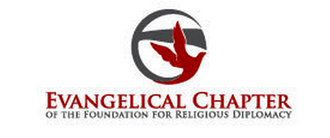 EVANGELICAL CHAPTER
OF THE FOUNDATION FOR RELIGIOUS DIPLOMACY